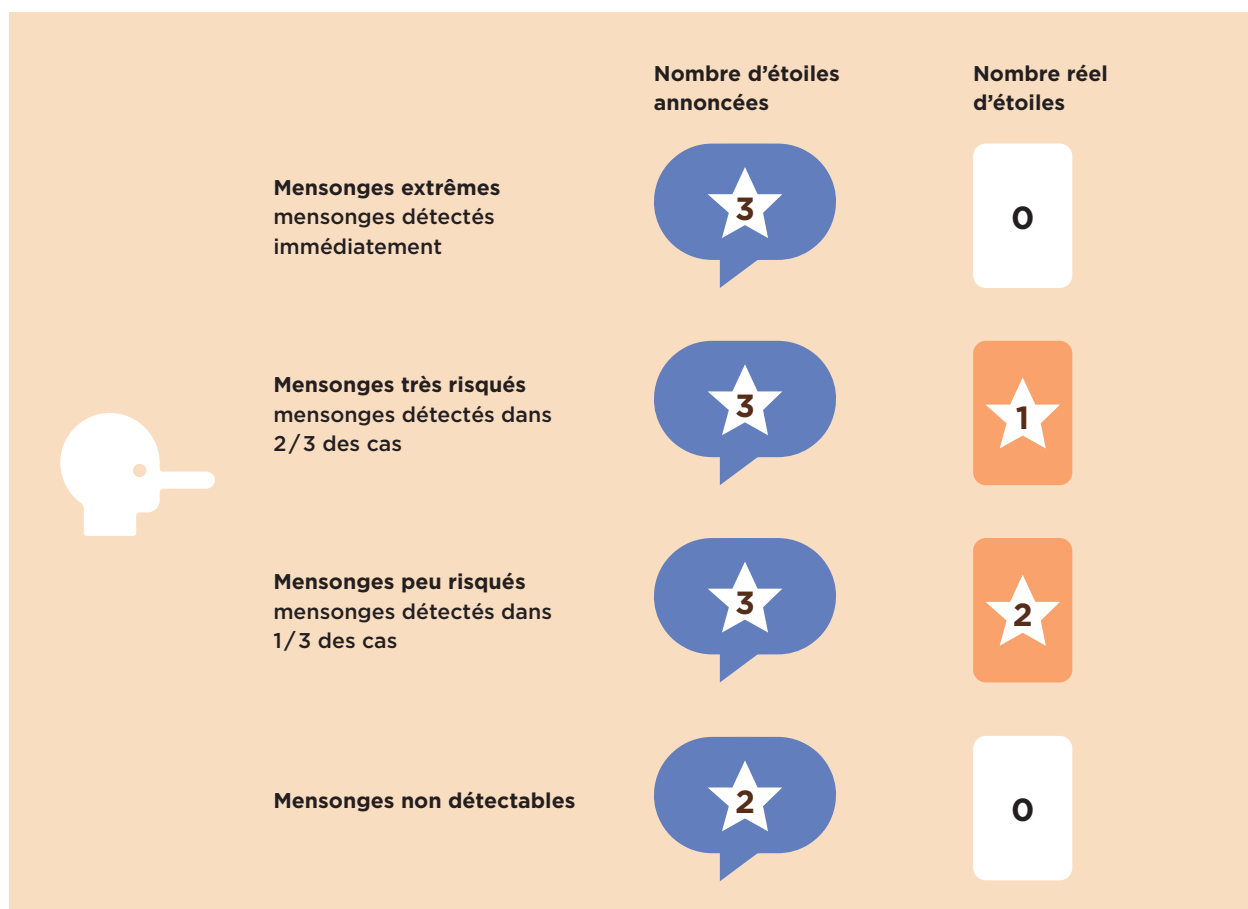 Nombre d’étoiles
annoncées
Nombre réel
d’étoiles
Mensonges extrêmes
mensonges détectés
immédiatement
3
0
Mensonges très risqués
mensonges détectés dans
2/3 des cas
3
1
Mensonges peu risqués
mensonges détectés dans
1/3 des cas
3
2
Mensonges non détectables
2
0